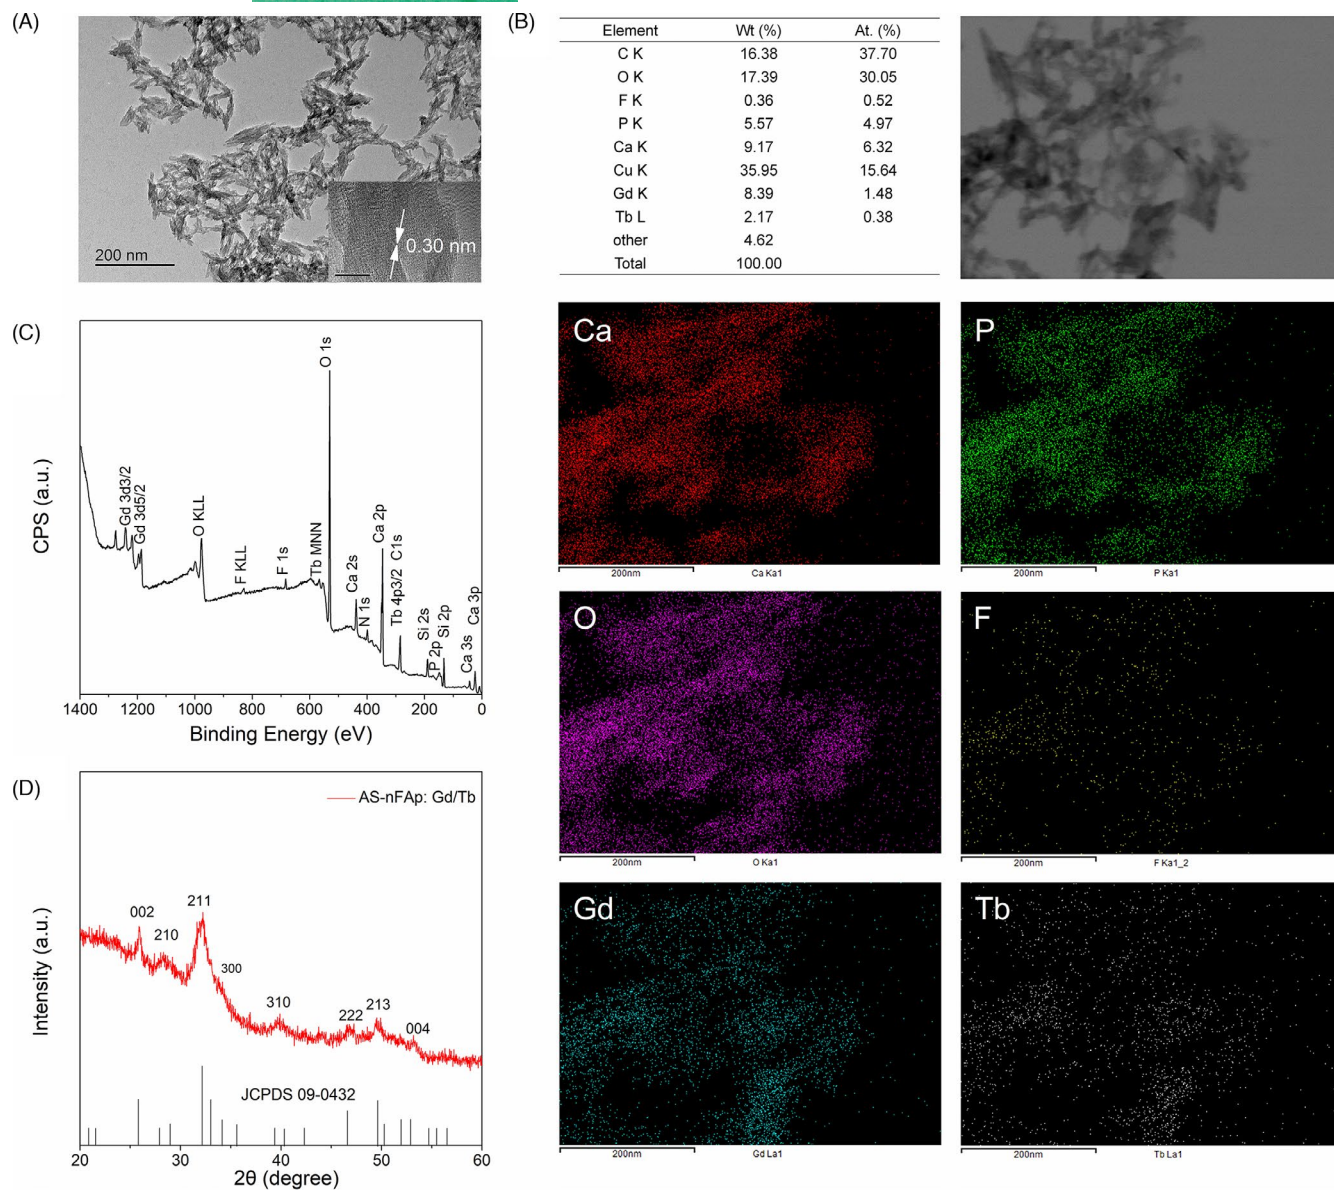 (A)
200 nm
0.30 nm
(B)
Element Wt (%) At. (%)
C K 16.38 37.70
O K 17.39 30.05
F K 0.36 0.52
P K 5.57 4.97
Ca K 9.17 6.32
Cu K 35.95 15.64
Gd K 8.39 1.48
Tb L 2.17 0.38
other 4.62
Total 100.00
Ca
200nm
Ca Ka1
P
200nm
P Ka1
O
200nm
O Ka1
F
200nm
F Ka1_2
Gd
200nm
Gd La1
Tb
200nm
Tb La1
(C)
CPS (a.u.)
Gd 3d3/2
Gd 3d5/2
O KLL
F KLL
F 1s
Tb MNN
O 1s
Ca 2s
N 1s
Ca 2p
Tb 4p3/2 C1s
Si 2s
P 2p
Si 2p
Ca 3s
Ca 3p
1400 1200 1000 800 600 400 200 0
Binding Energy (eV)
(D)
Intensity (a.u.)
AS-nFAp: Gd/Tb
002
210
211
300
310
222
213
004
JCPDS 09-0432
20 30 40 50 60
2θ (degree)